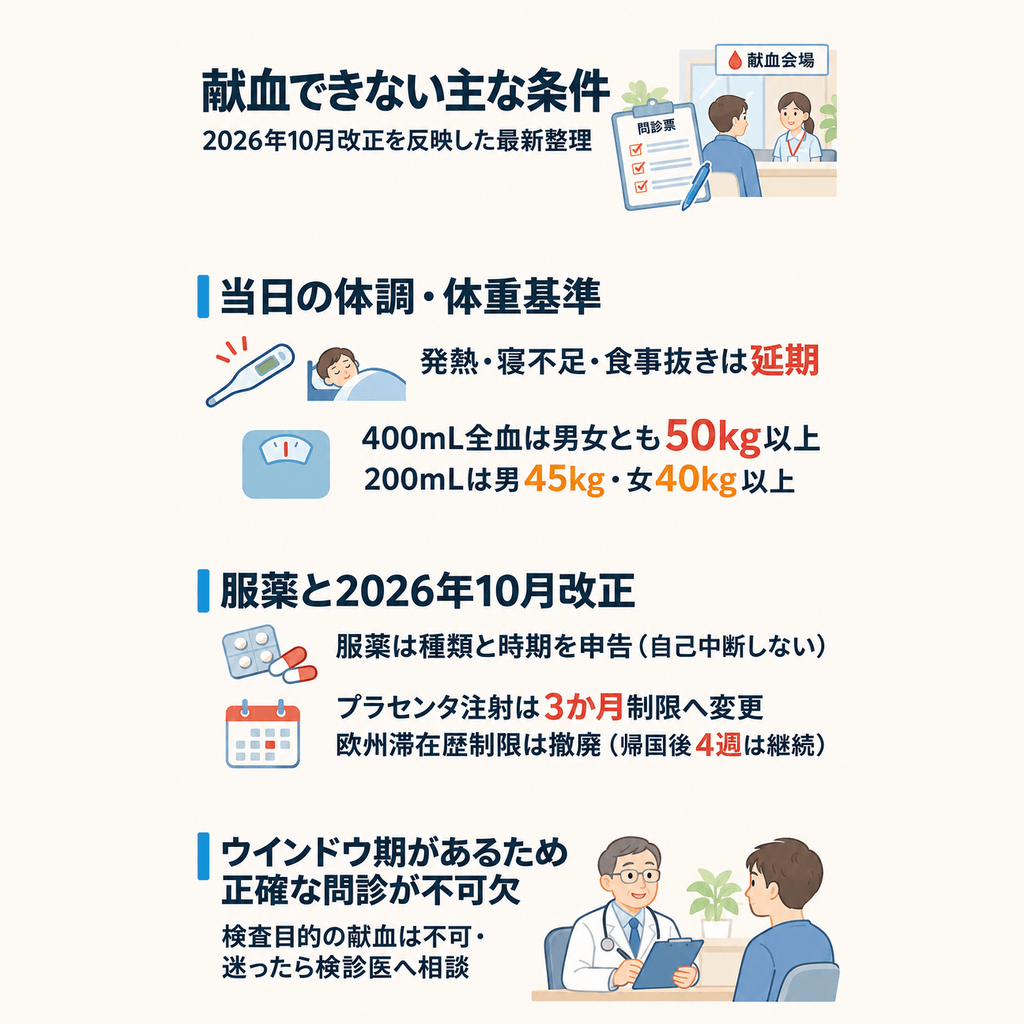 献血できない主な条件
2026年10月改正を反映した最新整理
献血会場
問診票
当日の体調・体重基準
発熱・寝不足・食事抜きは延期
400mL全血は男女とも50kg以上
200mLは男45kg・女40kg以上
服薬と2026年10月改正
服薬は種類と時期を申告（自己中断しない）
プラセンタ注射は3か月制限へ変更
欧州滞在歴制限は撤廃（帰国後4週は継続）
ウインドウ期があるため
正確な問診が不可欠
検査目的の献血は不可・
迷ったら検診医へ相談